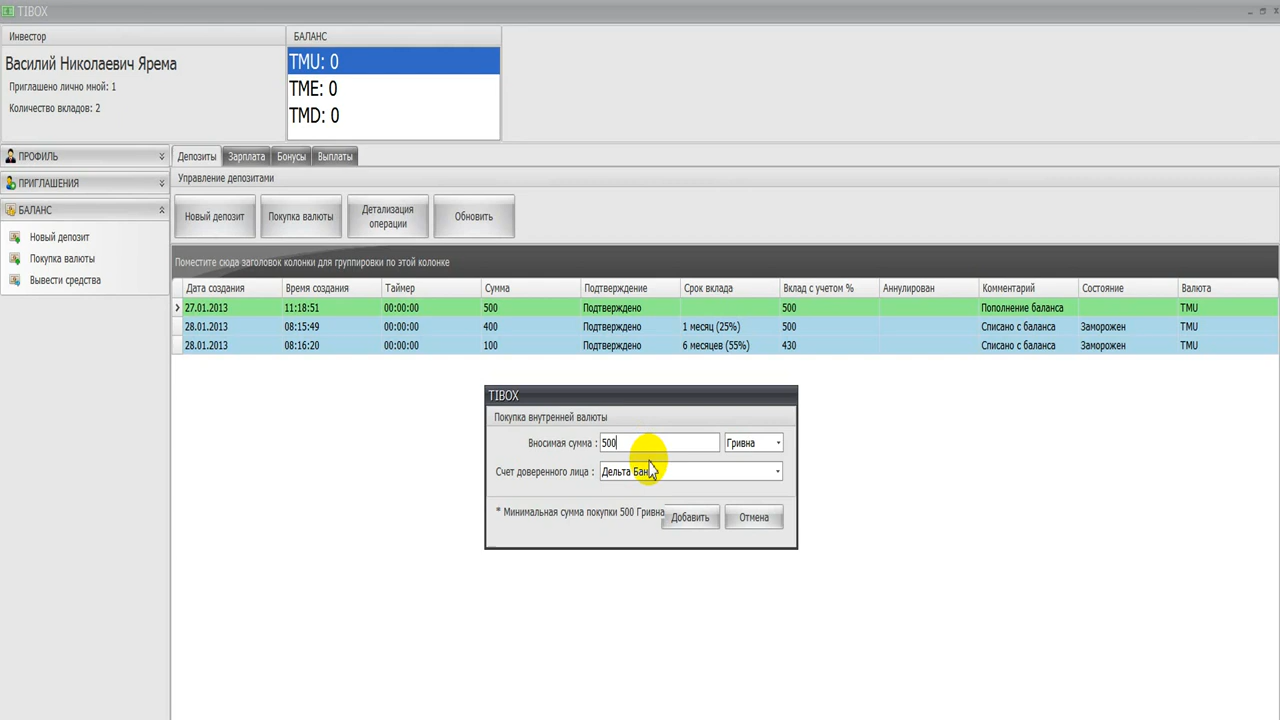 TIBOX
Инвестор
БАЛАНС
Василий Николаевич Ярема
Приглашено лично мной: 1
Количество вкладов: 2
TMU: 0
TME: 0
TMD: 0
ПРОФИЛЬ
ПРИГЛАШЕНИЯ
БАЛАНС
Новый депозит
Покупка валюты
Вывести средства
Депозиты Зарплата Бонусы Выплаты
Управление депозитами
Новый депозит Покупка валюты Детализация операции Обновить
Поместите сюда заголовок колонки для группировки по этой колонке
Дата создания Время создания Таймер Сумма Подтверждение Срок вклада Вклад с учетом % Аннулирован Комментарий Состояние Валюта
27.01.2013 11:18:51 00:00:00 500 Подтверждено 500 Пополнение баланса TMU
28.01.2013 08:15:49 00:00:00 400 Подтверждено 1 месяц (25%) 500 Списано с баланса Заморожен TMU
28.01.2013 08:16:20 00:00:00 100 Подтверждено 6 месяцев (55%) 430 Списано с баланса Заморожен TMU
TIBOX
Покупка внутренней валюты
Вносимая сумма : 500 Гривна
Счет доверенного лица : Дельта Бан
* Минимальная сумма покупки 500 Гривна
Добавить Отмена